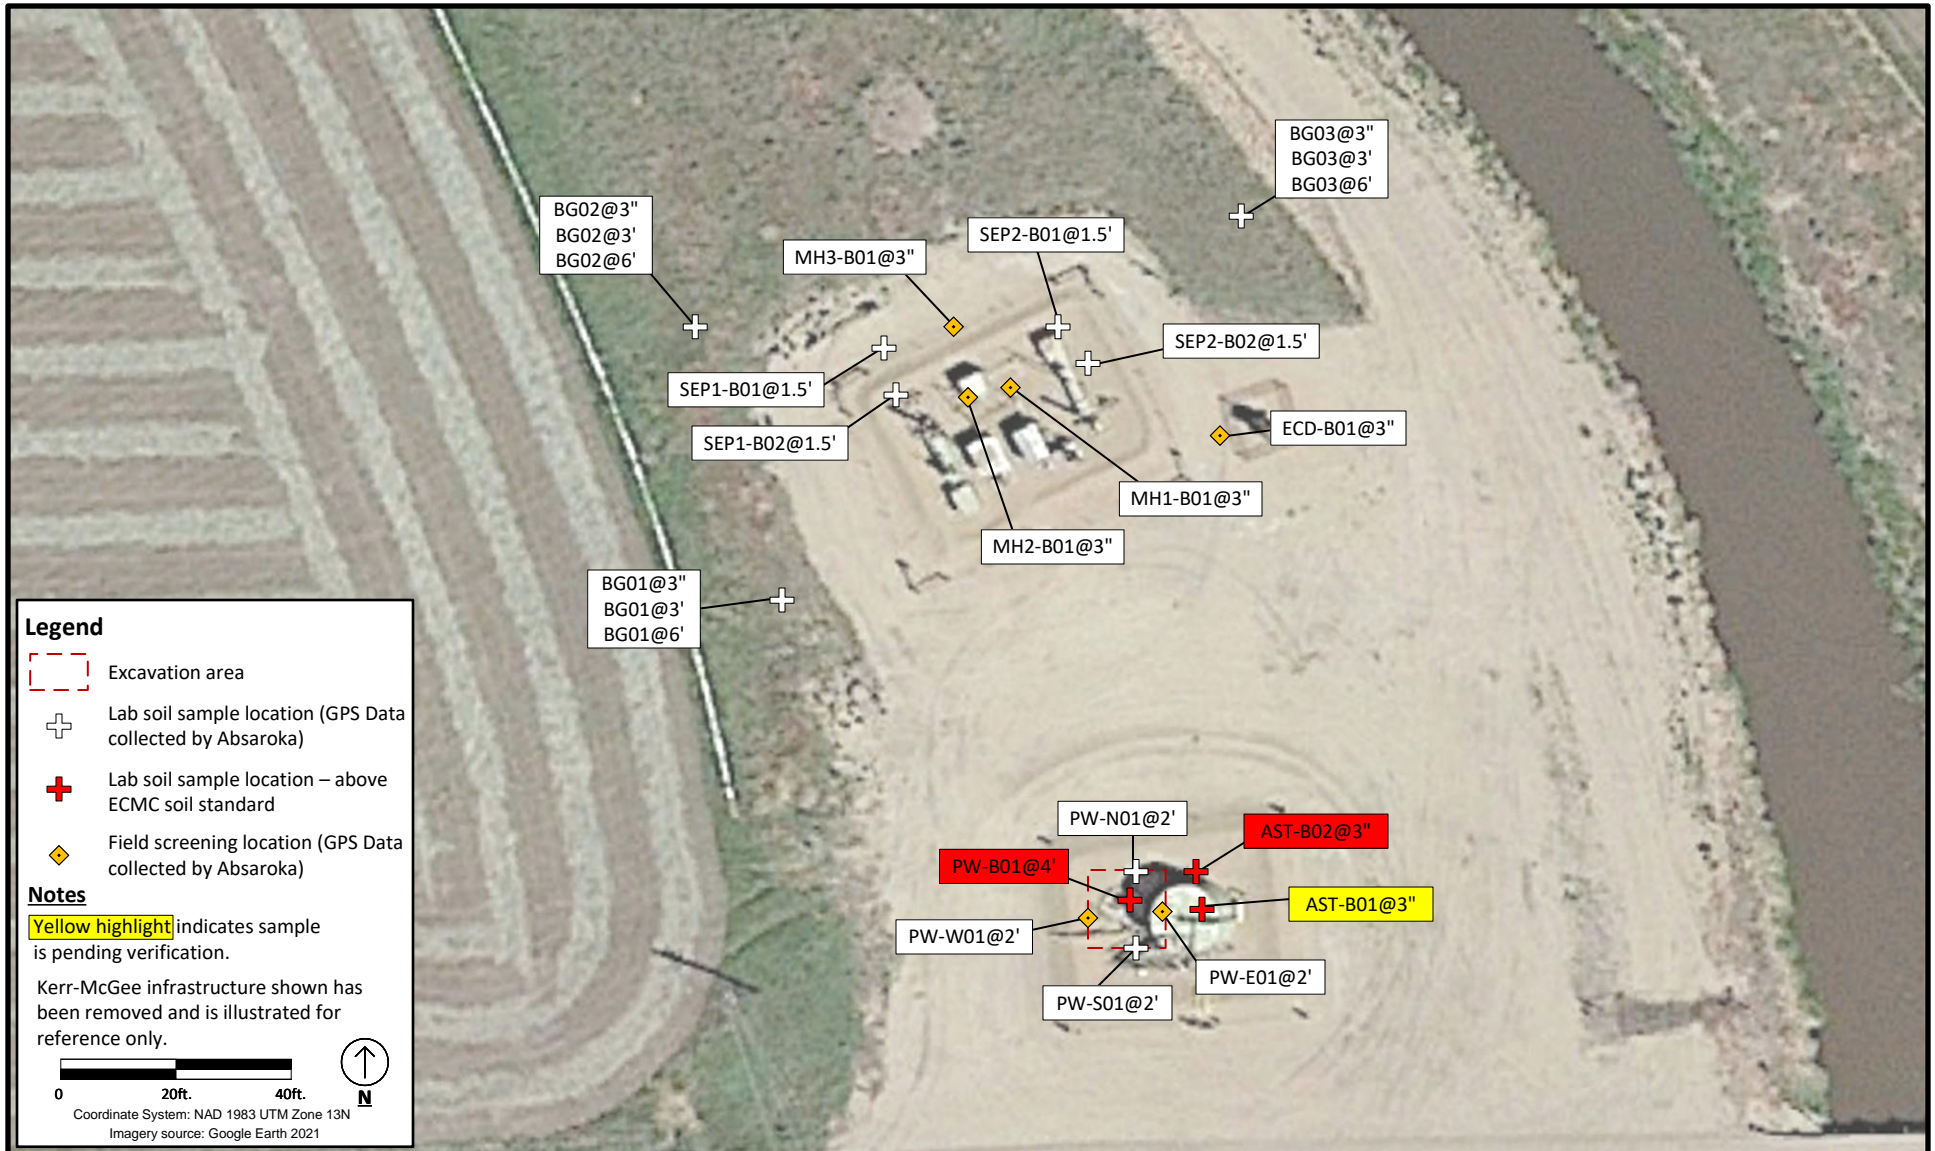 BG03@3"
BG03@3'
BG03@6'
BG02@3"
BG02@3'
BG02@6'
SEP2-B01@1.5'
MH3-B01@3"
SEP2-B02@1.5'
SEP1-B01@1.5'
SEP1-B02@1.5'
ECD-B01@3"
MH1-B01@3"
MH2-B01@3"
BG01@3"
BG01@3'
BG01@6'
PW-N01@2'
AST-B02@3"
PW-B01@4'
AST-B01@3"
PW-W01@2'
PW-E01@2'
PW-S01@2'
Legend
Excavation area
Lab soil sample location (GPS Data
collected by Absaroka)
Lab soil sample location – above
ECMC soil standard
Field screening location (GPS Data
collected by Absaroka)
Notes
Yellow highlight indicates sample
is pending verification.
Kerr-McGee infrastructure shown has
been removed and is illustrated for
reference only.
0 20ft. 40ft.
N
Coordinate System: NAD 1983 UTM Zone 13N
Imagery source: Google Earth 2021